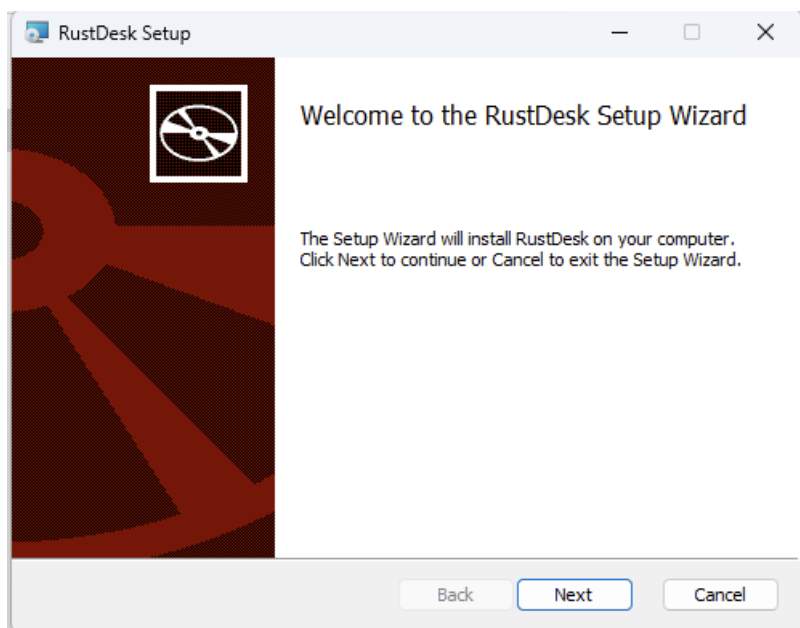 RustDesk Setup
Welcome to the RustDesk Setup Wizard
The Setup Wizard will install RustDesk on your computer.
Click Next to continue or Cancel to exit the Setup Wizard.
Back Next Cancel